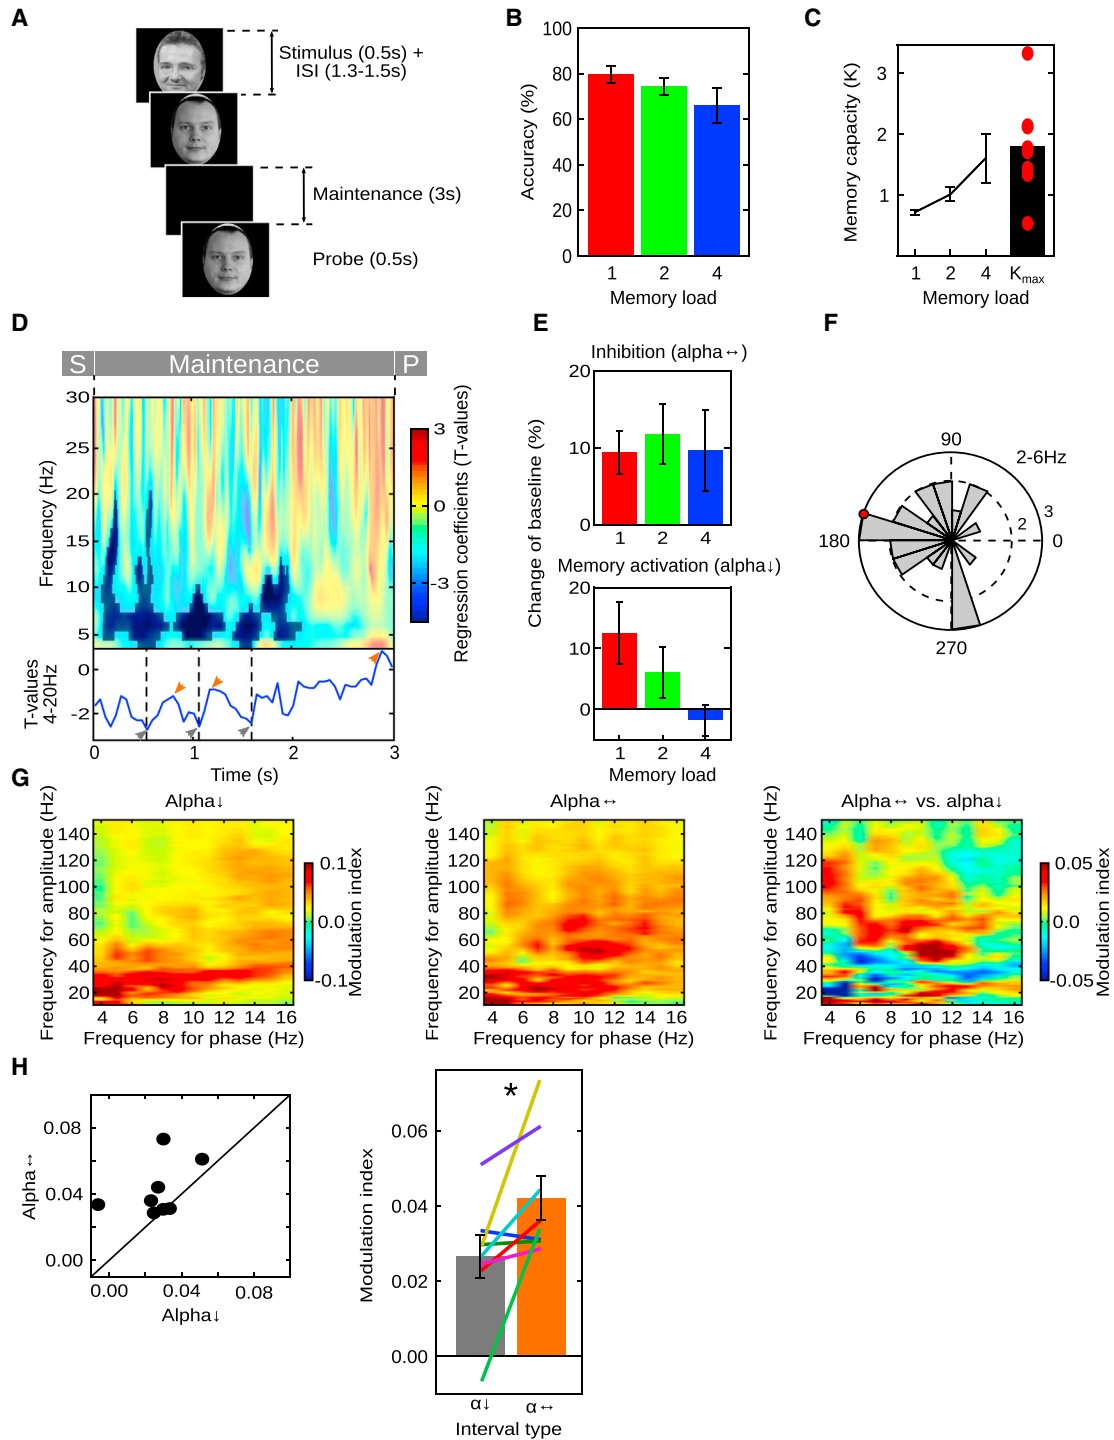 A
Stimulus (0.5s) +
ISI (1.3-1.5s)
Maintenance (3s)
Probe (0.5s)
B
Accuracy (%)
100
80
60
40
20
0
1 2 4
Memory load
C
Memory capacity (K)
3
2
1
1 2 4 Kmax
Memory load
D
S Maintenance P
Frequency (Hz)
30
25
20
15
10
5
3
0
-3
Regression coefficients (T-values)
T-values
4-20Hz
0
-2
0 1 2 3
Time (s)
E
Inhibition (alpha↔)
Change of baseline (%)
20
10
0
1 2 4
Memory activation (alpha↓)
20
10
0
1 2 4
Memory load
F
90
2-6Hz
3
2
180
0
270
G
Alpha↓
Frequency for amplitude (Hz)
140
120
100
80
60
40
20
4 6 8 10 12 14 16
Frequency for phase (Hz)
0.1
0.0
-0.1
Modulation index
Alpha↔
Frequency for amplitude (Hz)
140
120
100
80
60
40
20
4 6 8 10 12 14 16
Frequency for phase (Hz)
Alpha↔ vs. alpha↓
Frequency for amplitude (Hz)
140
120
100
80
60
40
20
4 6 8 10 12 14 16
Frequency for phase (Hz)
0.05
0.0
-0.05
Modulation index
H
Alpha↔
0.08
0.04
0.00
0.00 0.04 0.08
Alpha↓
Modulation index
*
0.06
0.04
0.02
0.00
α↓ α↔
Interval type